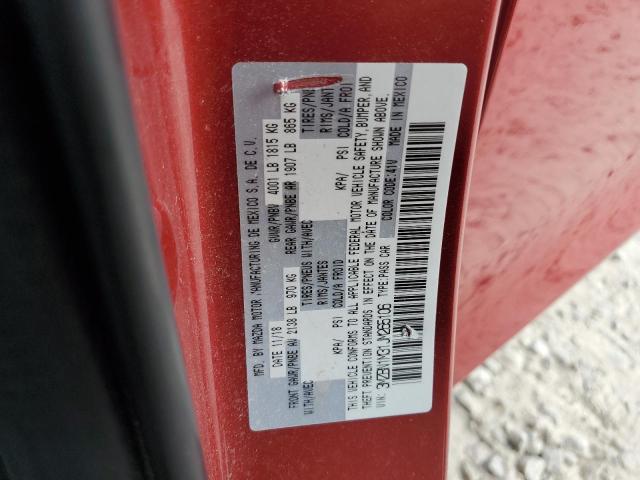 MFD. BY MAZDA MOTOR MANUFACTURING DE MEXICO S.A. DE C.V.
DATE 11/18 GVWR/PNBV 4001 LB 1815 KG
FRONT GAWR/PNBE AV 2138 LB 970 KG REAR GAWR/PNBE AR 1907 LB 865 KG
WITH/AVEC TIRES/PNEUS WITH/AVEC TIRES/PNE
RIMS/JANTES RIMS/JANT
KPA/ PSI COLD/A FROID KPA/ PSI COLD/A FROI
THIS VEHICLE CONFORMS TO ALL APPLICABLE FEDERAL MOTOR VEHICLE SAFETY, BUMPER, AND
THEFT PREVENTION STANDARDS IN EFFECT ON THE DATE OF MANUFACTURE SHOWN ABOVE.
VIN: TYPE: PASS CAR COLOR CODE: 41V MADE IN MEXICO